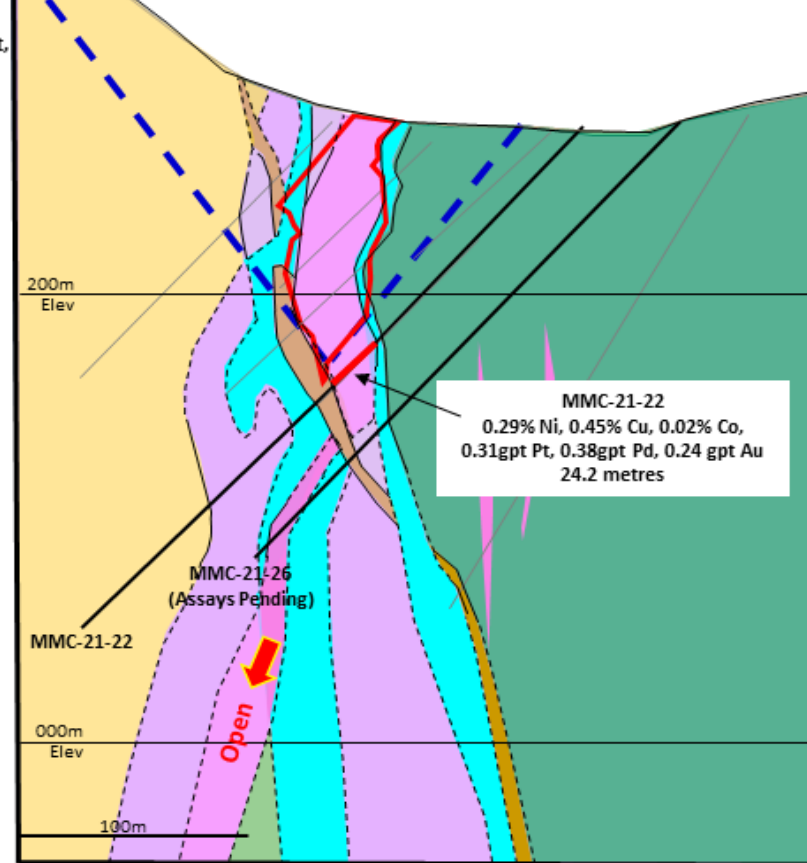 t,
200m
Elev
MMC-21-22
0.29% Ni, 0.45% Cu, 0.02% Co,
0.31gpt Pt, 0.38gpt Pd, 0.24 gpt Au
24.2 metres
MMC-21-26
(Assays Pending)
MMC-21-22
Open
000m
Elev
100m